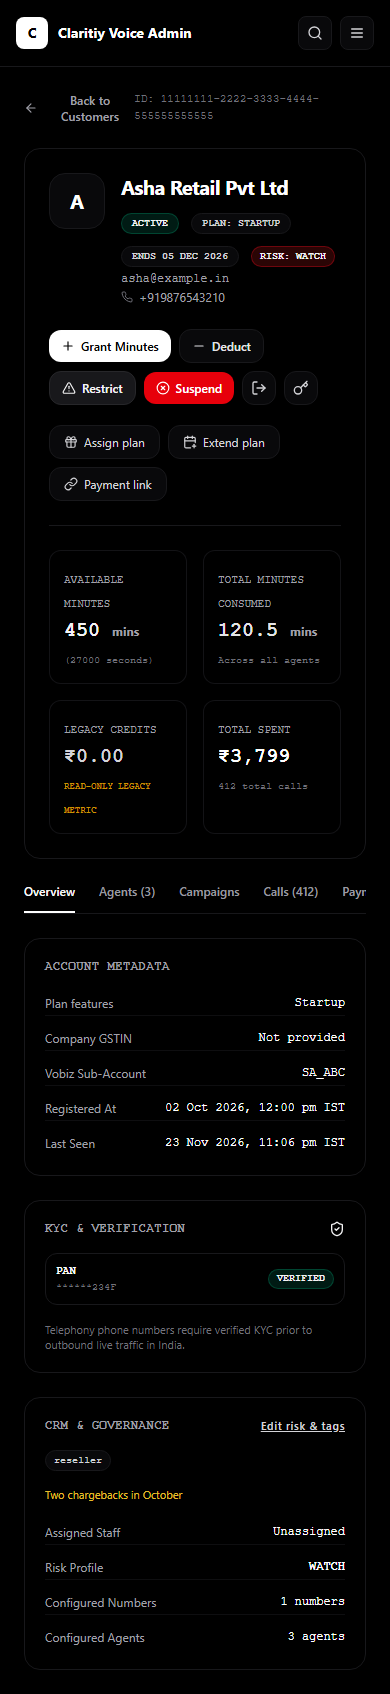 C Claritiy Voice Admin
Back to Customers
ID: 11111111-2222-3333-4444-555555555555
A
Asha Retail Pvt Ltd
ACTIVE PLAN: STARTUP
ENDS 05 DEC 2026 RISK: WATCH
asha@example.in
+919876543210
Grant Minutes Deduct
Restrict Suspend
Assign plan Extend plan
Payment link
AVAILABLE MINUTES
450 mins
(27000 seconds)
TOTAL MINUTES CONSUMED
120.5 mins
Across all agents
LEGACY CREDITS
₹0.00
READ-ONLY LEGACY METRIC
TOTAL SPENT
₹3,799
412 total calls
Overview Agents (3) Campaigns Calls (412) Payr
ACCOUNT METADATA
Plan features Startup
Company GSTIN Not provided
Vobiz Sub-Account SA_ABC
Registered At 02 Oct 2026, 12:00 pm IST
Last Seen 23 Nov 2026, 11:06 pm IST
KYC & VERIFICATION
PAN
******234F
VERIFIED
Telephony phone numbers require verified KYC prior to
outbound live traffic in India.
CRM & GOVERNANCE Edit risk & tags
reseller
Two chargebacks in October
Assigned Staff Unassigned
Risk Profile WATCH
Configured Numbers 1 numbers
Configured Agents 3 agents